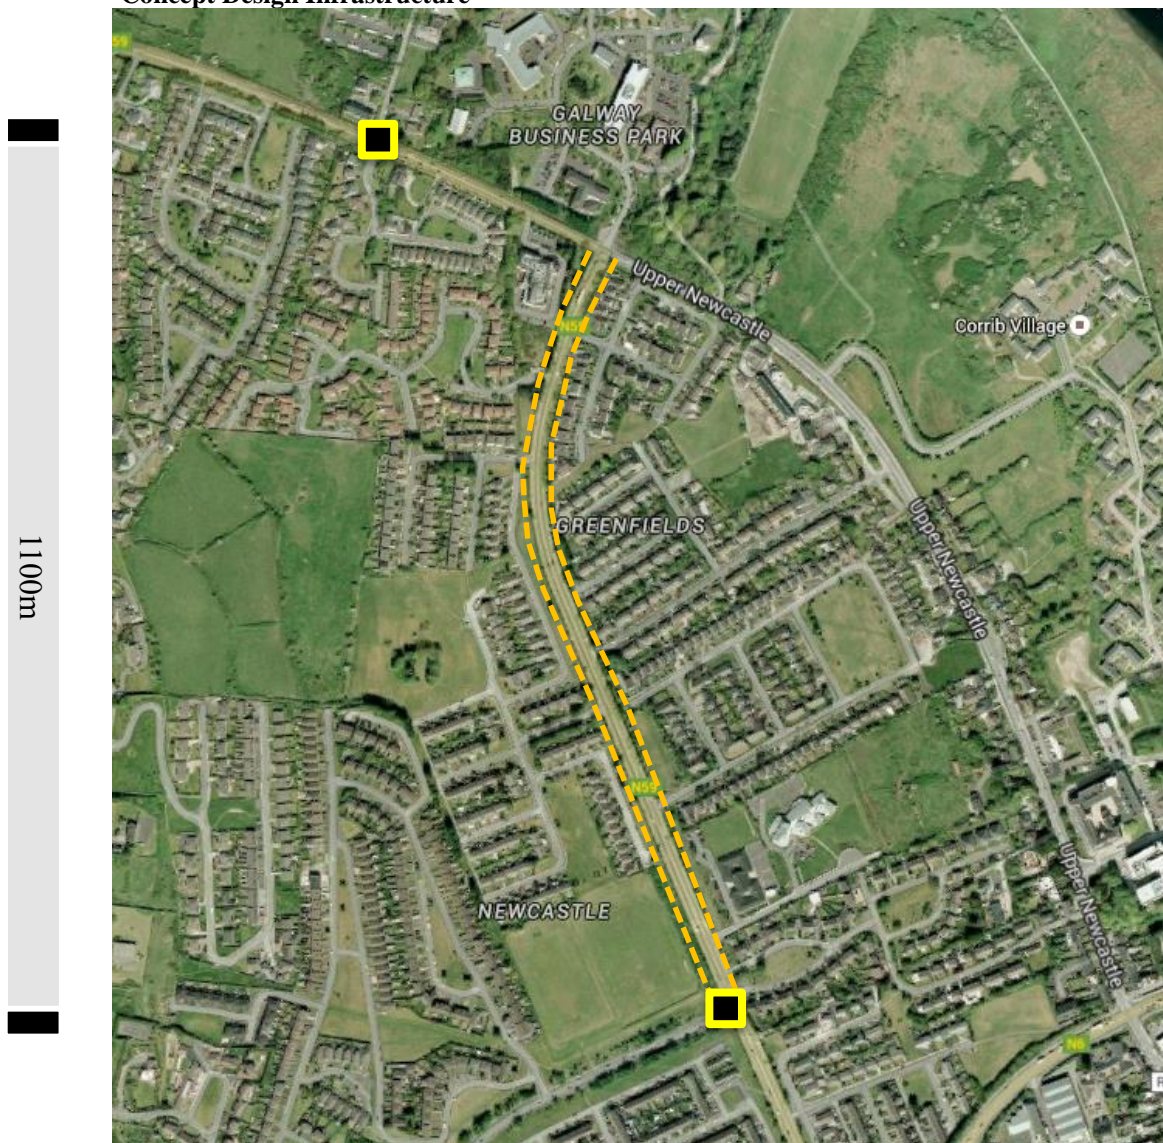 Concept Design Infrastructure
59
GALWAY
BUSINESS PARK
Upper Newcastle
N59
Corrib Village
1100m
GREENFIELDS
Upper Newcastle
N59
Upper Newcastle
NEWCASTLE
N6
R